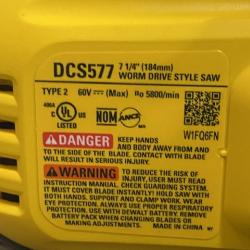 DCS577 7 1/4" (184mm)
WORM DRIVE STYLE SAW
TYPE 2 60V⎓ (Max) n₀ 5800/min
UL
LISTED
US
NOM
ANCE
W1FQ6FN
DANGER KEEP HANDS
AND BODY AWAY FROM AND
TO THE SIDE OF THE BLADE. CONTACT WITH BLADE
WILL RESULT IN SERIOUS INJURY.
WARNING TO REDUCE THE RISK OF
INJURY, USER MUST READ
INSTRUCTION MANUAL. CHECK GUARDING SYSTEM.
IT MUST COVER BLADE INSTANTLY! HOLD SAW WITH
BOTH HANDS. SUPPORT AND CLAMP WORK. WEAR
EYE PROTECTION. ALWAYS USE PROPER RESPIRATORY
PROTECTION. USE DEWALT BATTERY. REMOVE
BATTERY PACK WHEN CHANGING BLADES OR
MAKING ADJUSTMENTS.